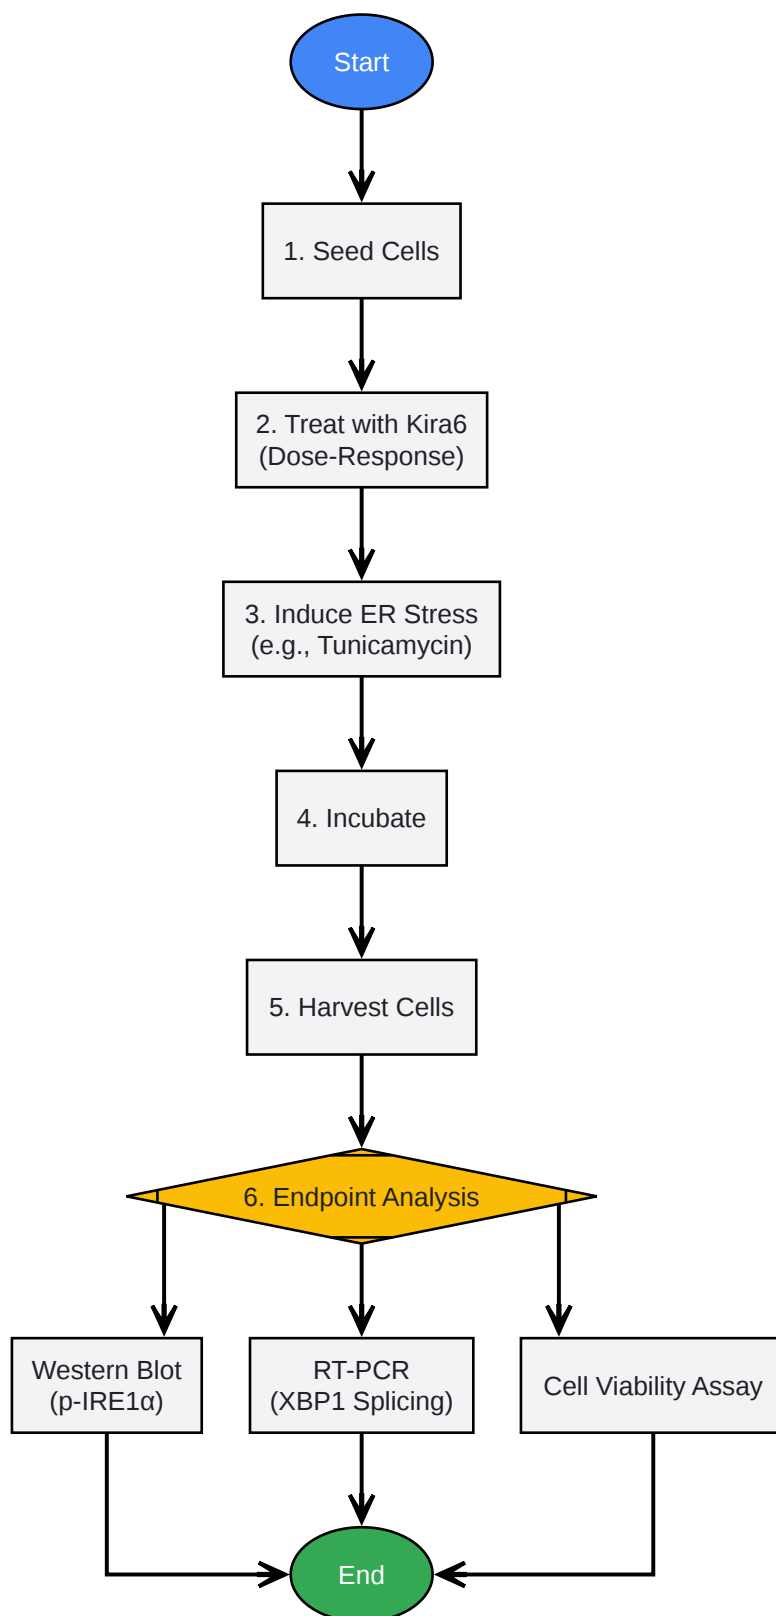 Start
1. Seed Cells
2. Treat with Kira6
(Dose-Response)
3. Induce ER Stress
(e.g., Tunicamycin)
4. Incubate
5. Harvest Cells
6. Endpoint Analysis
Western Blot
(p-IRE1α)
RT-PCR
(XBP1 Splicing)
Cell Viability Assay
End